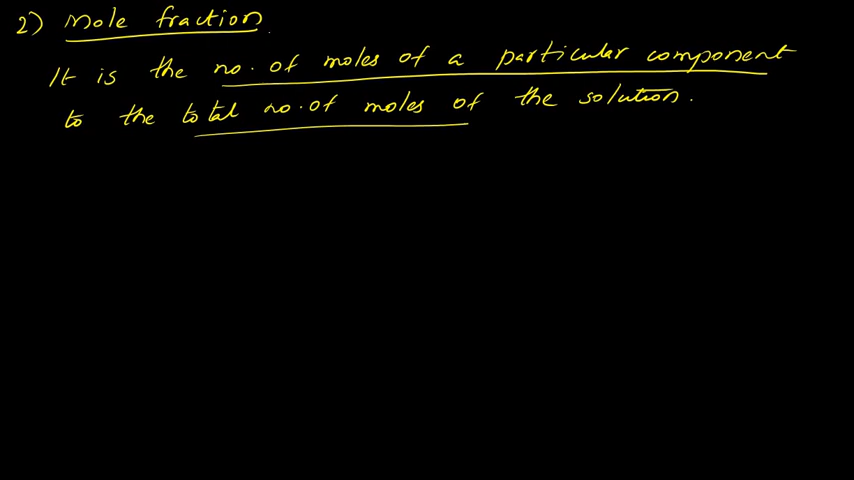 2) Mole fraction.
It is the no. of moles of a particular component
to the total no. of moles of the solution.